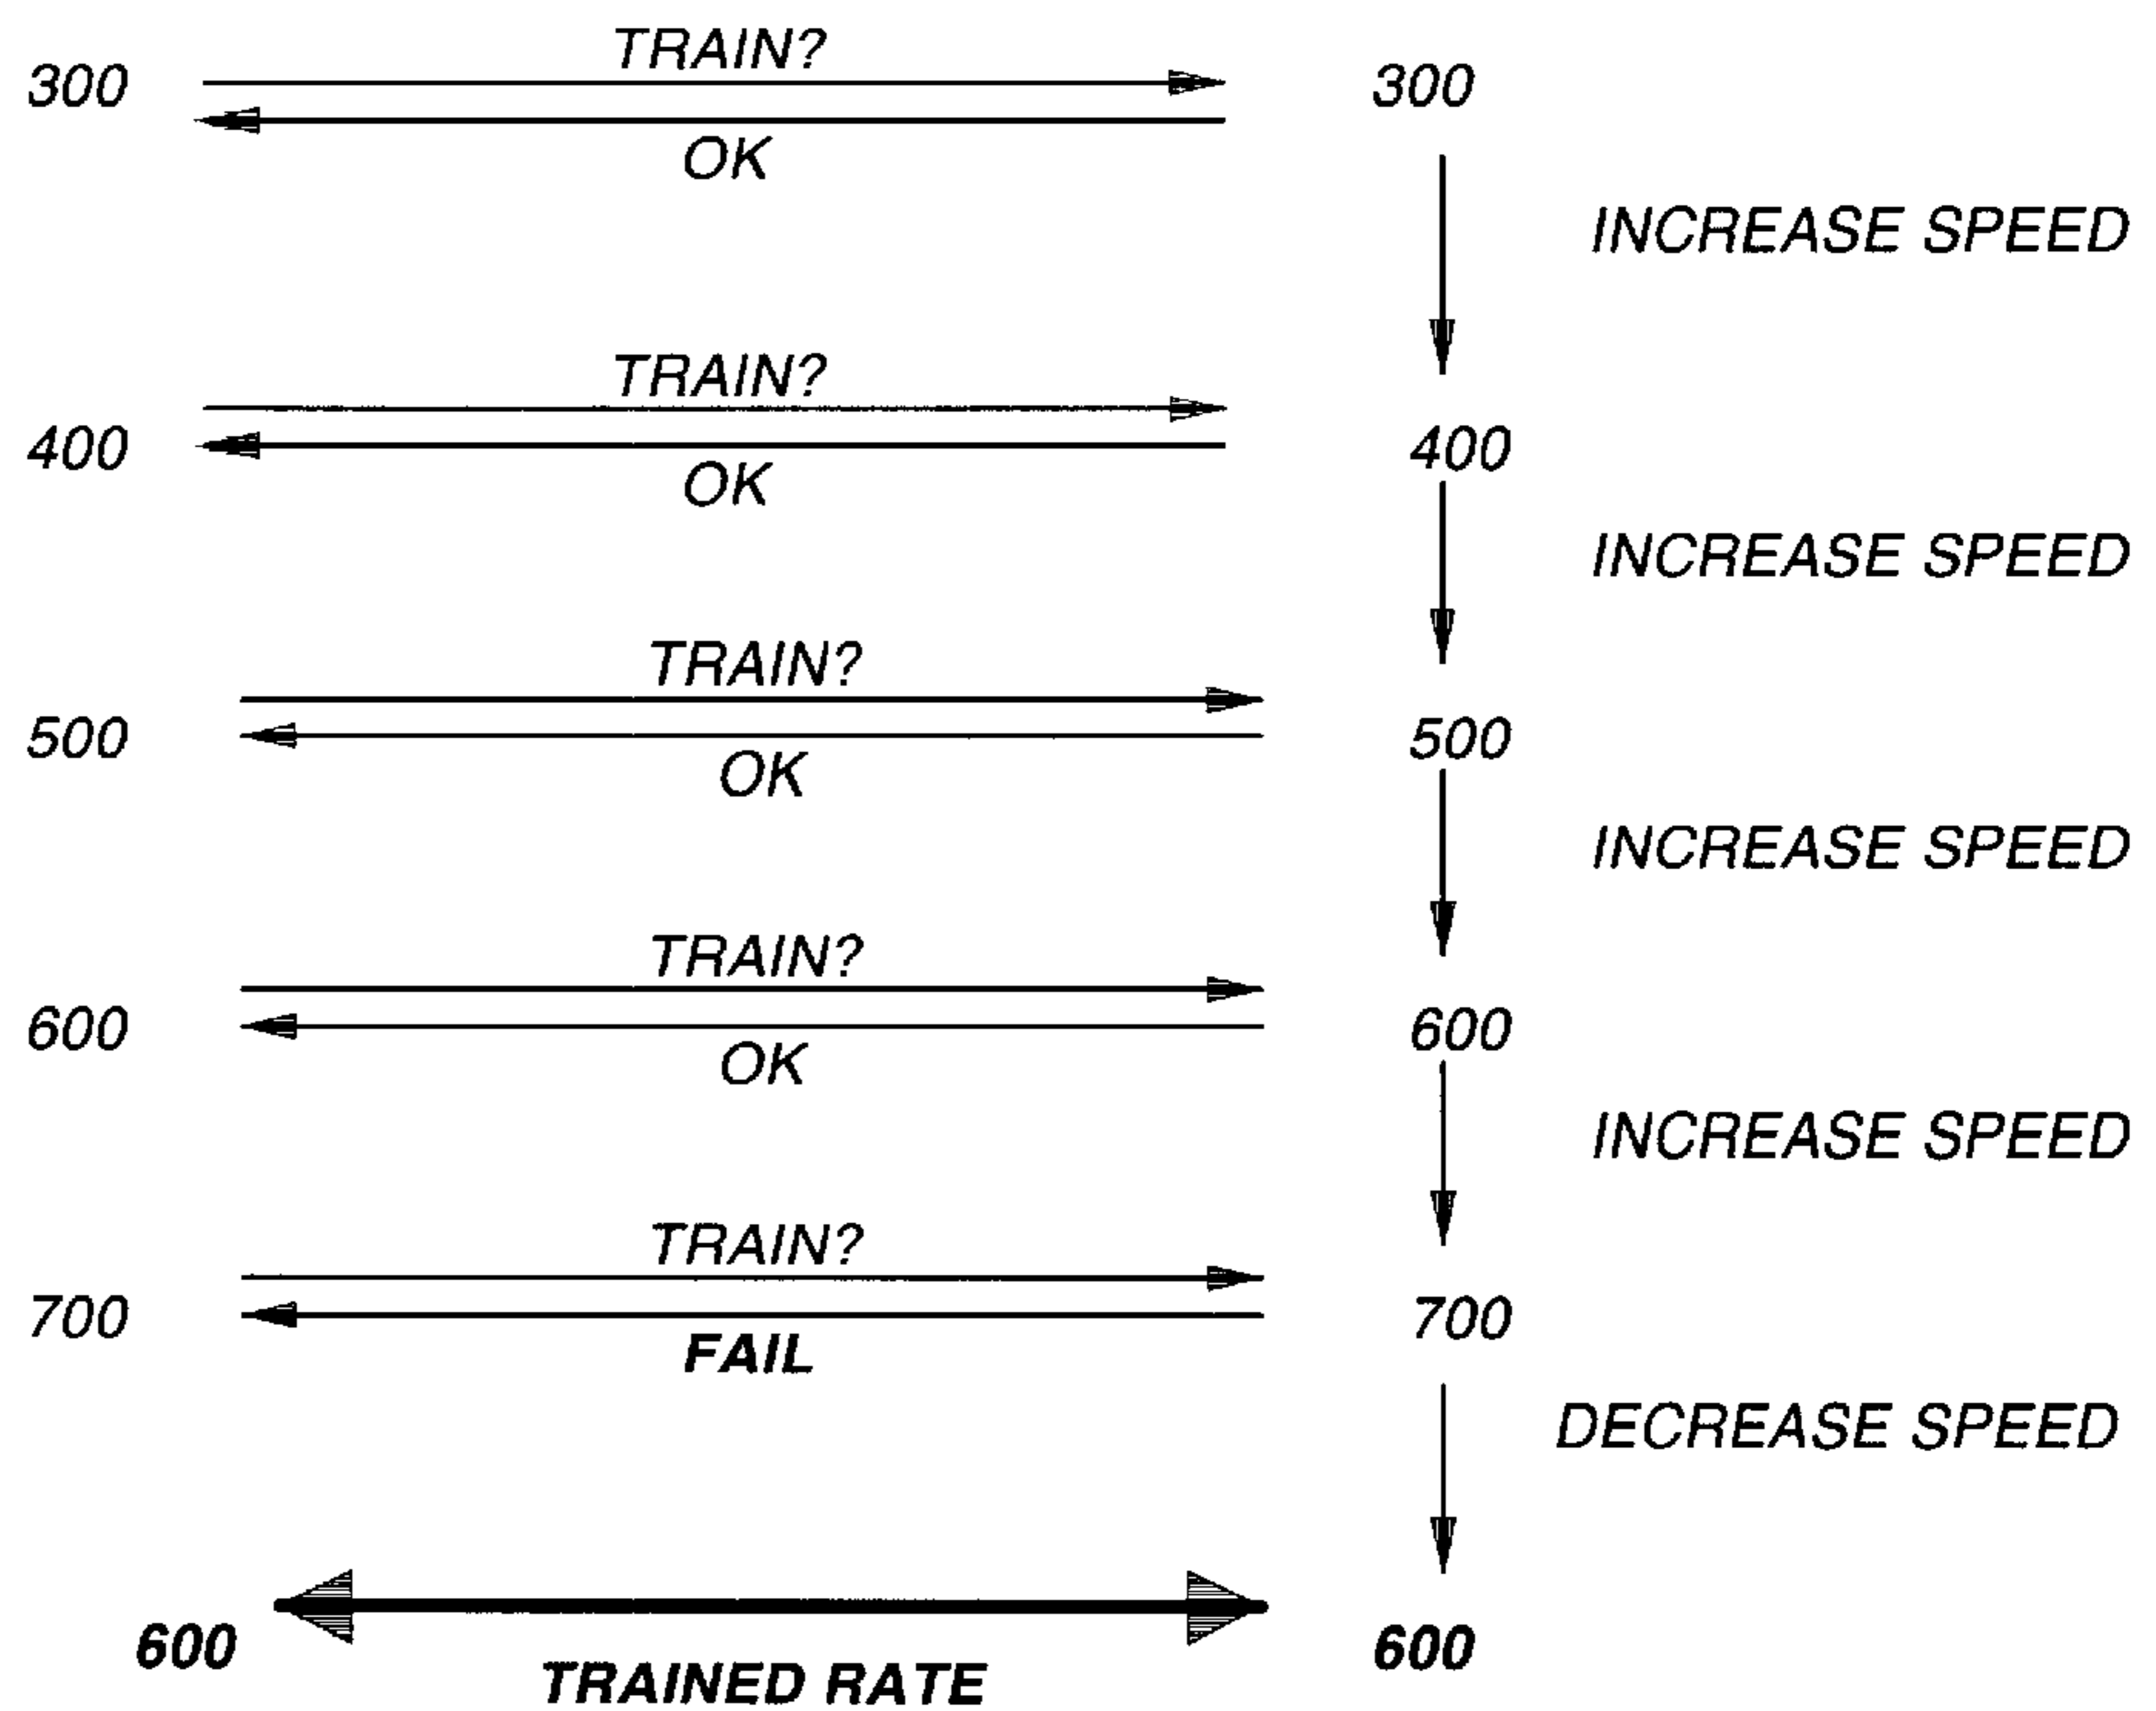 TRAIN?
300 300
OK
INCREASE SPEED
TRAIN?
400 400
OK
INCREASE SPEED
TRAIN?
500 500
OK
INCREASE SPEED
TRAIN?
600 600
OK
INCREASE SPEED
TRAIN?
700 700
FAIL
DECREASE SPEED
600 600
TRAINED RATE